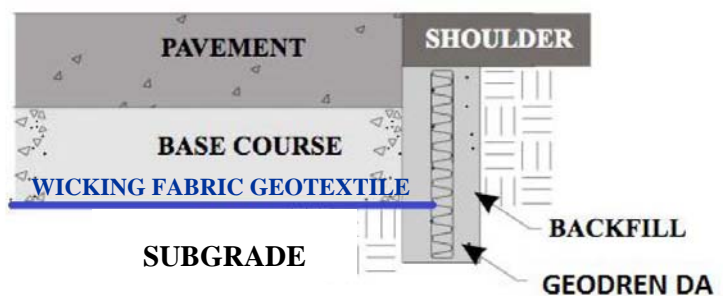 PAVEMENT
SHOULDER
BASE COURSE
WICKING FABRIC GEOTEXTILE
SUBGRADE
BACKFILL
GEODREN DA